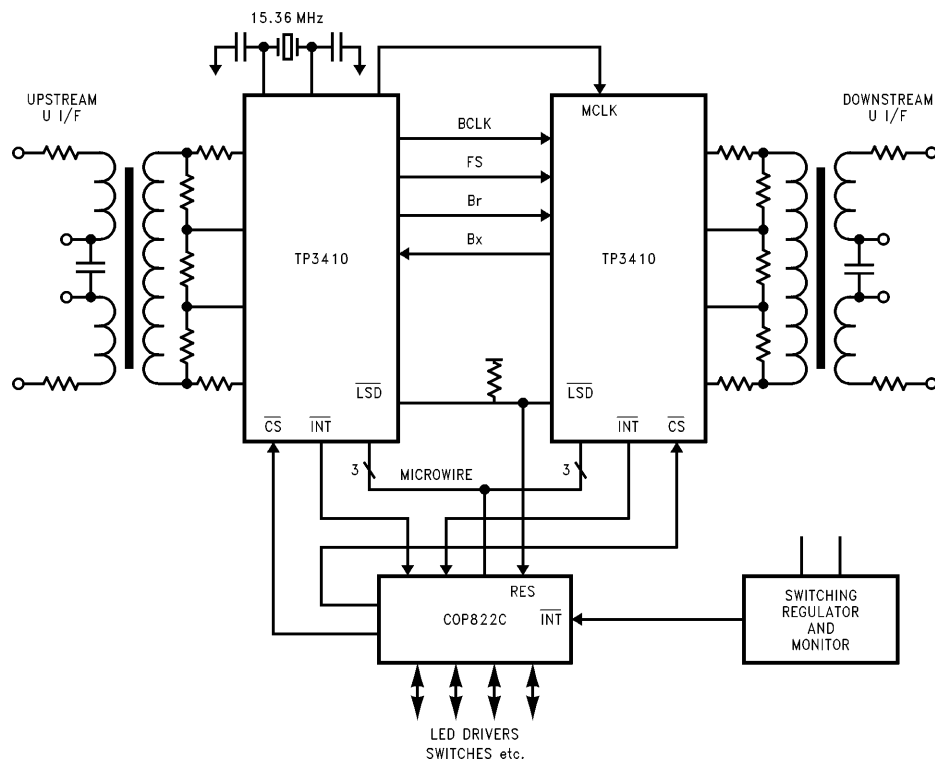 15.36 MHz
UPSTREAM
U I/F
DOWNSTREAM
U I/F
MCLK
BCLK
FS
Br
Bx
TP3410
TP3410
LSD
LSD
CS
INT
INT
CS
3
MICROWIRE
3
RES
COP822C
INT
SWITCHING
REGULATOR
AND
MONITOR
LED DRIVERS
SWITCHES etc.